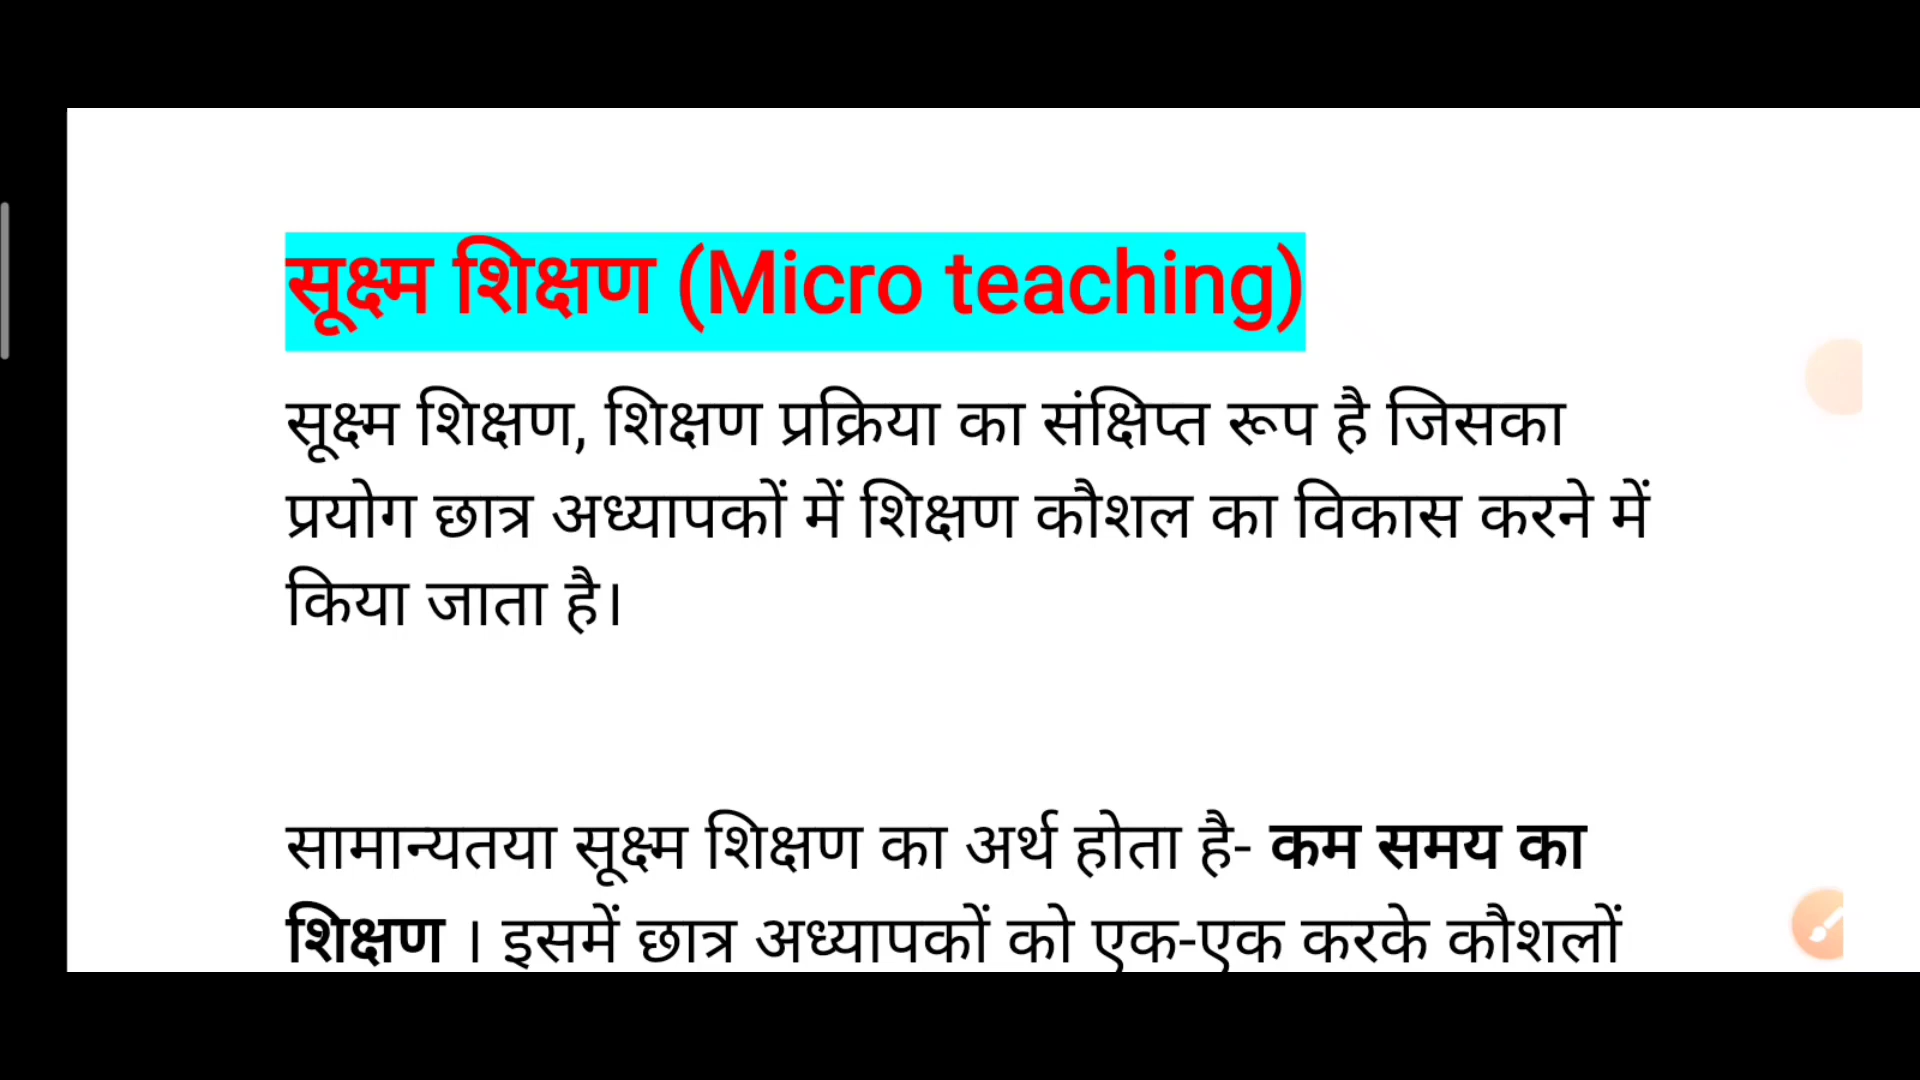 सूक्ष्म शिक्षण (Micro teaching)
सूक्ष्म शिक्षण, शिक्षण प्रक्रिया का संक्षिप्त रूप है जिसका
प्रयोग छात्र अध्यापकों में शिक्षण कौशल का विकास करने में
किया जाता है।
सामान्यतया सूक्ष्म शिक्षण का अर्थ होता है- कम समय का
शिक्षण । इसमें छात्र अध्यापकों को एक-एक करके कौशलों